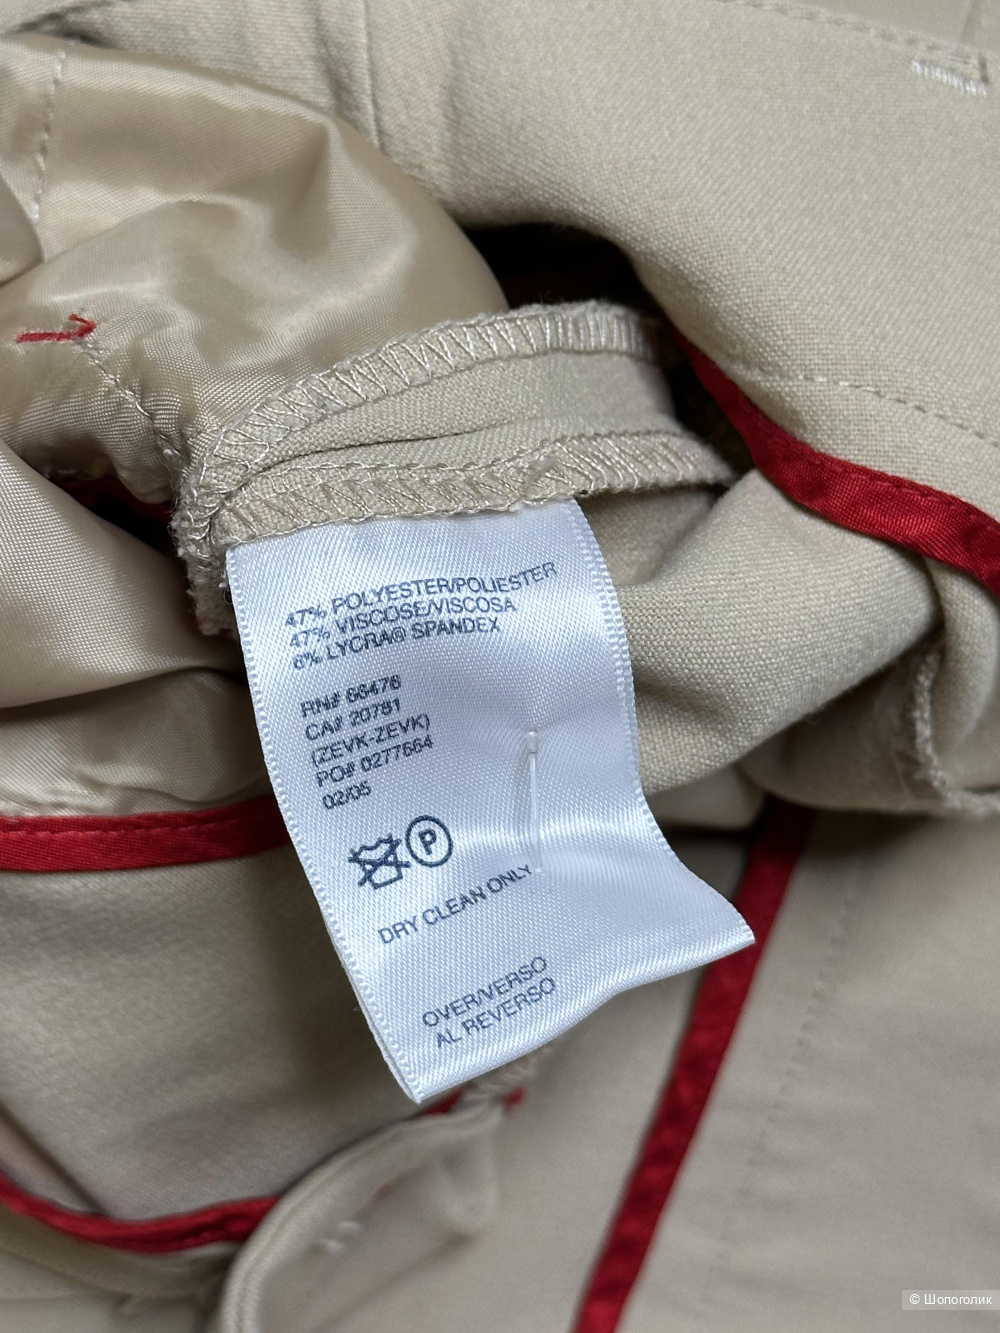 47% POLYESTER/POLIESTER
47% VISCOSE/VISCOSA
6% LYCRA® SPANDEX
RN# 66476
CA# 20781
(ZEVK-ZEVK)
PO# 0277664
02/05
P
DRY CLEAN ONLY
OVER/VERSO
AL REVERSO
© Шопоголик